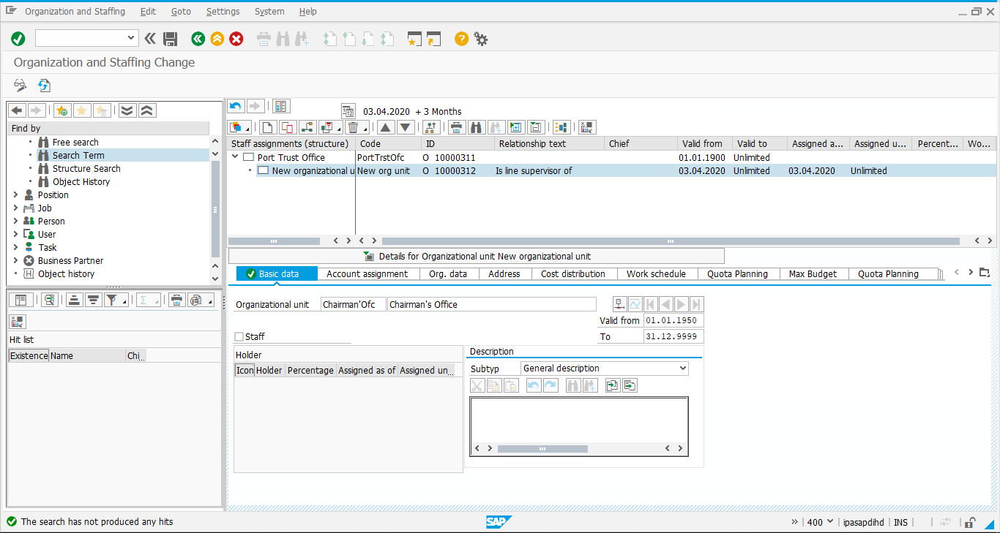 Organization and Staffing Edit Goto Settings System Help
Organization and Staffing Change
03.04.2020 + 3 Months
Find by
Free search
Search Term
Structure Search
Object History
Position
Job
Person
User
Task
Business Partner
Object history
Staff assignments (structure) Code ID Relationship text Chief Valid from Valid to Assigned a... Assigned u... Percent... Wo...
Port Trust Office PortTrstOfc O 10000311 01.01.1900 Unlimited
New organizational u New org unit O 10000312 Is line supervisor of 03.04.2020 Unlimited 03.04.2020 Unlimited
Details for Organizational unit New organizational unit
Basic data Account assignment Org. data Address Cost distribution Work schedule Quota Planning Max Budget Quota Planning
Organizational unit Chairman'Ofc Chairman's Office
Valid from 01.01.1950
To 31.12.9999
Staff
Hit list
Existence Name Chi...
Holder
Icon Holder Percentage Assigned as of Assigned un...
Description
Subtyp General description
The search has not produced any hits
SAP
400 ipasapdihd INS